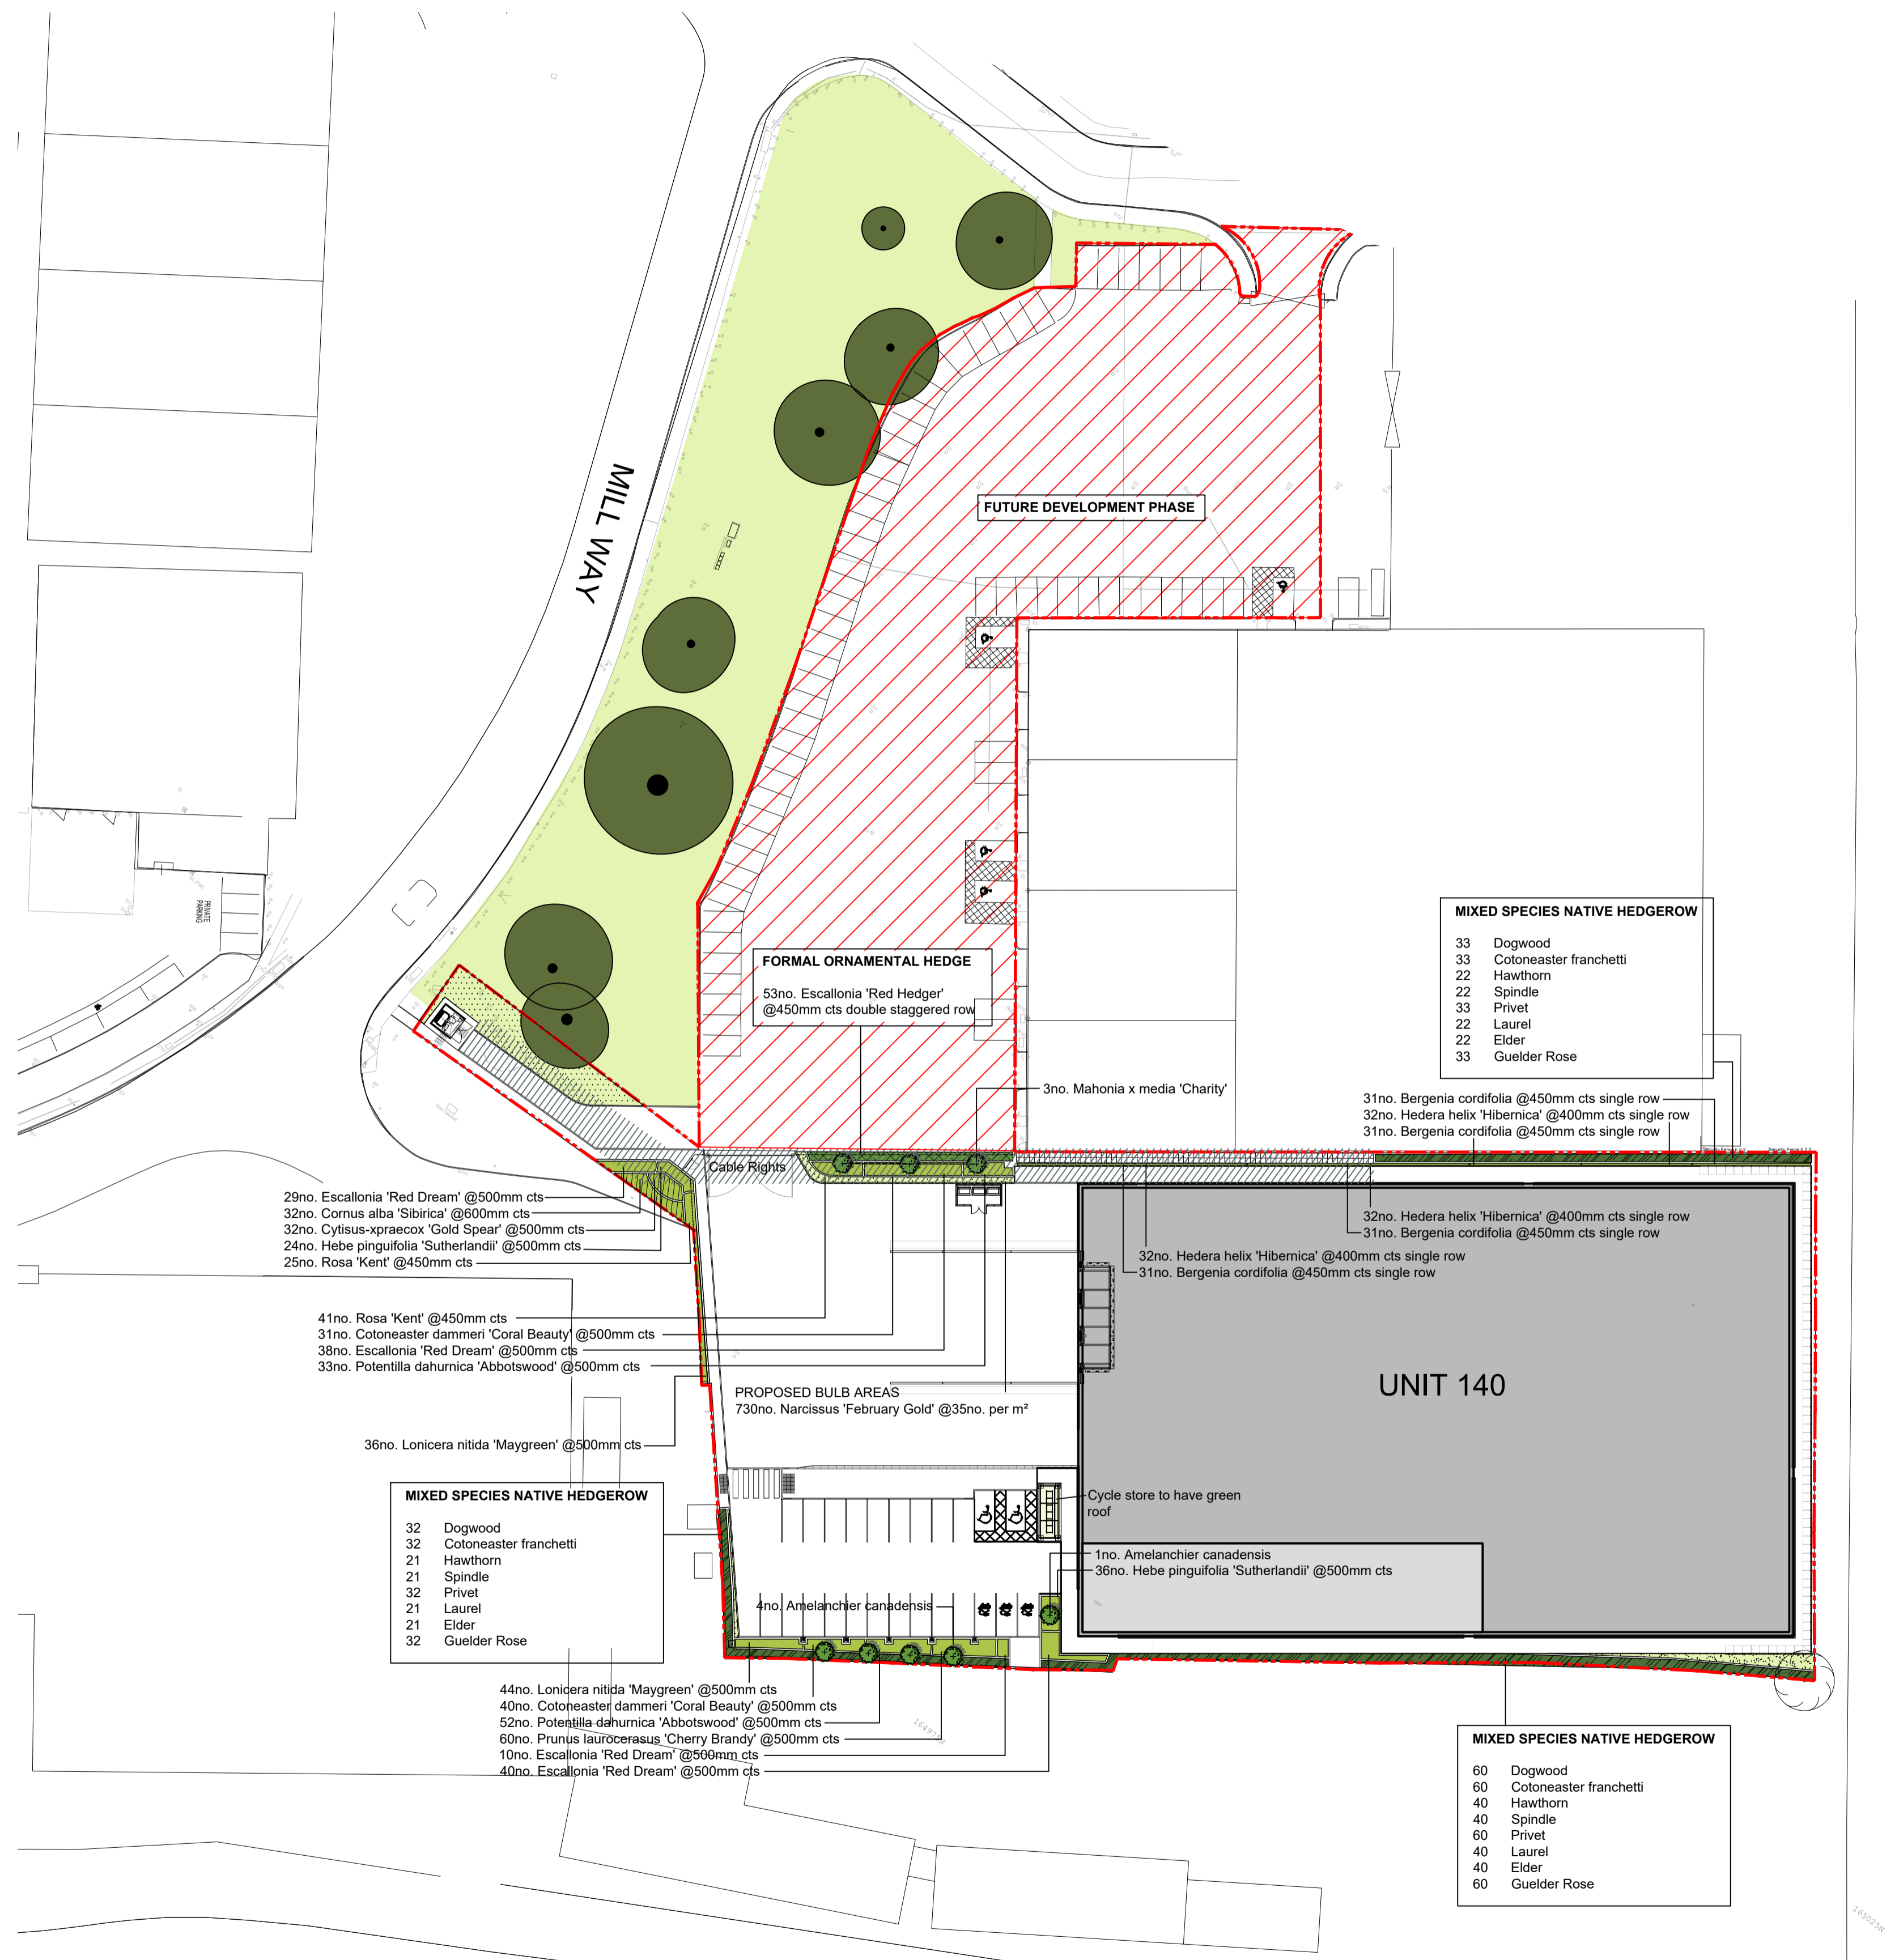 MILL WAY
FUTURE DEVELOPMENT PHASE
PRIVATE
PARKING
MIXED SPECIES NATIVE HEDGEROW
33 Dogwood
33 Cotoneaster franchetti
22 Hawthorn
22 Spindle
33 Privet
22 Laurel
22 Elder
33 Guelder Rose
FORMAL ORNAMENTAL HEDGE
53no. Escallonia 'Red Hedger'
@450mm cts double staggered row
3no. Mahonia x media 'Charity'
31no. Bergenia cordifolia @450mm cts single row
32no. Hedera helix 'Hibernica' @400mm cts single row
31no. Bergenia cordifolia @450mm cts single row
Cable Rights
29no. Escallonia 'Red Dream' @500mm cts
32no. Cornus alba 'Sibirica' @600mm cts
32no. Cytisus-xpraecox 'Gold Spear' @500mm cts
24no. Hebe pinguifolia 'Sutherlandii' @500mm cts
25no. Rosa 'Kent' @450mm cts
32no. Hedera helix 'Hibernica' @400mm cts single row
31no. Bergenia cordifolia @450mm cts single row
32no. Hedera helix 'Hibernica' @400mm cts single row
31no. Bergenia cordifolia @450mm cts single row
41no. Rosa 'Kent' @450mm cts
31no. Cotoneaster dammeri 'Coral Beauty' @500mm cts
38no. Escallonia 'Red Dream' @500mm cts
33no. Potentilla dahurnica 'Abbotswood' @500mm cts
UNIT 140
PROPOSED BULB AREAS
730no. Narcissus 'February Gold' @35no. per m²
36no. Lonicera nitida 'Maygreen' @500mm cts
MIXED SPECIES NATIVE HEDGEROW
32 Dogwood
32 Cotoneaster franchetti
21 Hawthorn
21 Spindle
32 Privet
21 Laurel
21 Elder
32 Guelder Rose
Cycle store to have green
roof
1no. Amelanchier canadensis
36no. Hebe pinguifolia 'Sutherlandii' @500mm cts
4no. Amelanchier canadensis
44no. Lonicera nitida 'Maygreen' @500mm cts
40no. Cotoneaster dammeri 'Coral Beauty' @500mm cts
52no. Potentilla dahurnica 'Abbotswood' @500mm cts
60no. Prunus laurocerasus 'Cherry Brandy' @500mm cts
10no. Escallonia 'Red Dream' @500mm cts
40no. Escallonia 'Red Dream' @500mm cts
164975N
MIXED SPECIES NATIVE HEDGEROW
60 Dogwood
60 Cotoneaster franchetti
40 Hawthorn
40 Spindle
60 Privet
40 Laurel
40 Elder
60 Guelder Rose
165025N